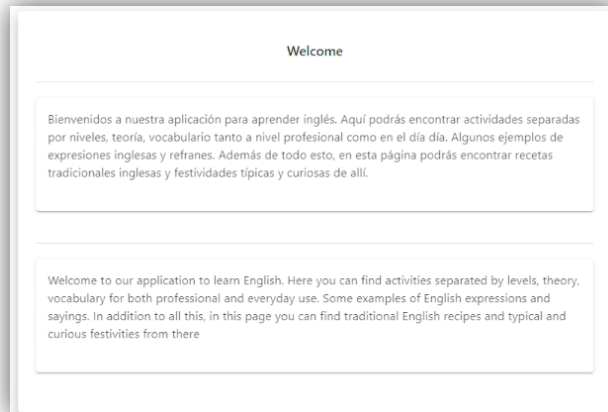 Welcome
Bienvenidos a nuestra aplicación para aprender inglés. Aquí podrás encontrar actividades separadas
por niveles, teoría, vocabulario tanto a nivel profesional como en el día día. Algunos ejemplos de
expresiones inglesas y refranes. Además de todo esto, en esta página podrás encontrar recetas
tradicionales inglesas y festividades típicas y curiosas de allí.
Welcome to our application to learn English. Here you can find activities separated by levels, theory,
vocabulary for both professional and everyday use. Some examples of English expressions and
sayings. In addition to all this, in this page you can find traditional English recipes and typical and
curious festivities from there